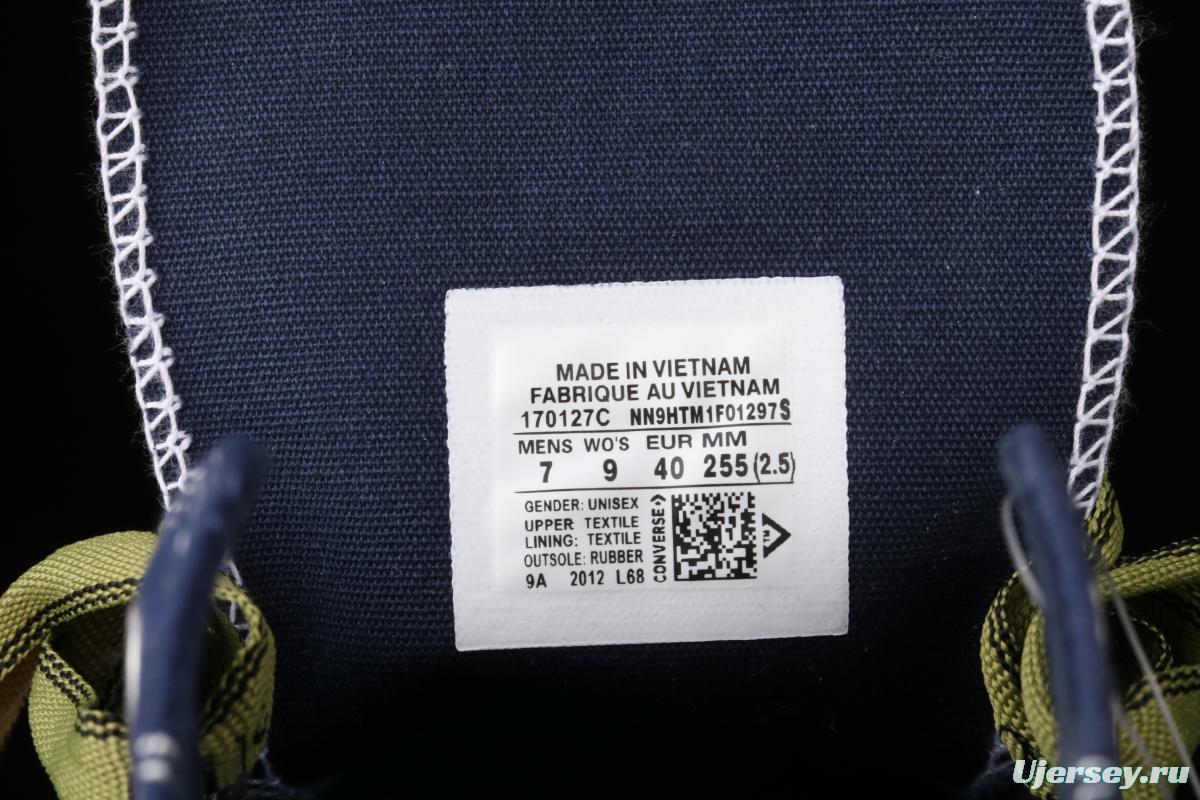 MADE IN VIETNAM
FABRIQUE AU VIETNAM
170127C NN9HTM1F01297S
MENS WO'S EUR MM
7 9 40 255 (2.5)
GENDER: UNISEX
UPPER TEXTILE
LINING: TEXTILE
OUTSOLE: RUBBER
9A 2012 L68
CONVERSE
TM
Ujersey.ru